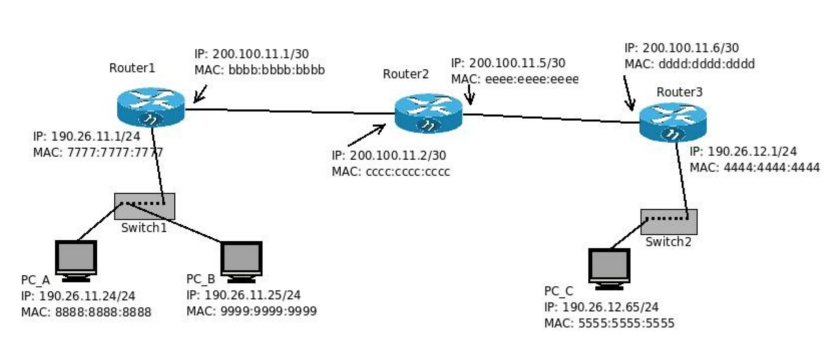 IP: 200.100.11.1/30
MAC: bbbb:bbbb:bbbb
Router1
IP: 200.100.11.5/30
MAC: eeee:eeee:eeee
Router2
IP: 200.100.11.6/30
MAC: dddd:dddd:dddd
Router3
IP: 190.26.11.1/24
MAC: 7777:7777:7777
IP: 200.100.11.2/30
MAC: cccc:cccc:cccc
IP: 190.26.12.1/24
MAC: 4444:4444:4444
Switch1
Switch2
PC_A
IP: 190.26.11.24/24
MAC: 8888:8888:8888
PC_B
IP: 190.26.11.25/24
MAC: 9999:9999:9999
PC_C
IP: 190.26.12.65/24
MAC: 5555:5555:5555